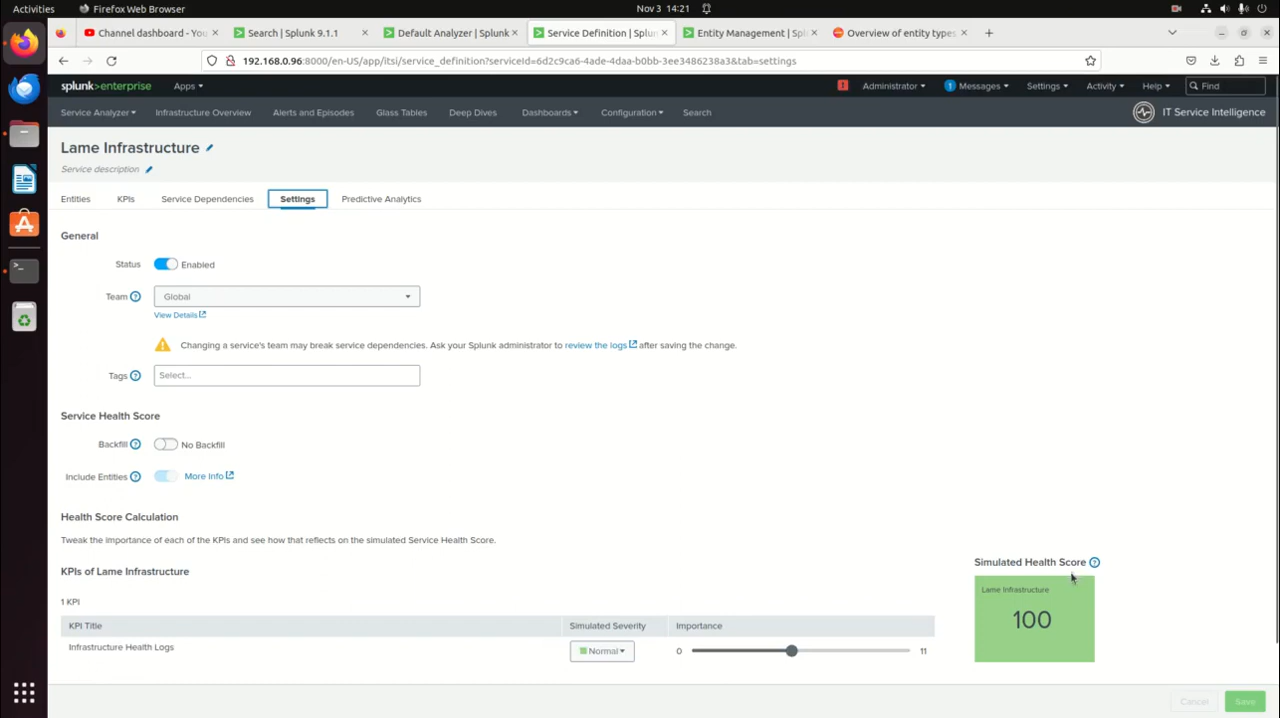 Activities
Firefox Web Browser
Nov 3 14:21
Channel dashboard - You
Search | Splunk 9.1.1
Default Analyzer | Splunk
Service Definition | Splun
Entity Management | Spl
Overview of entity types
192.168.0.96:8000/en-US/app/itsi/service_definition?serviceId=6d2c9ca6-4ade-4daa-b0bb-3ee3486238a3&tab=settings
splunk>enterprise
Apps
!
Administrator
1
Messages
Settings
Activity
Help
Find
Service Analyzer
Infrastructure Overview
Alerts and Episodes
Glass Tables
Deep Dives
Dashboards
Configuration
Search
IT Service Intelligence
Lame Infrastructure
Service description
Entities
KPIs
Service Dependencies
Settings
Predictive Analytics
General
Status
Enabled
Team ?
Global
View Details
Changing a service's team may break service dependencies. Ask your Splunk administrator to review the logs after saving the change.
Tags ?
Select...
Service Health Score
Backfill ?
No Backfill
Include Entities ?
More Info
Health Score Calculation
Tweak the importance of each of the KPIs and see how that reflects on the simulated Service Health Score.
KPIs of Lame Infrastructure
Simulated Health Score ?
Lame Infrastructure
100
1 KPI
KPI Title
Simulated Severity
Importance
Infrastructure Health Logs
Normal
0
11
Cancel
Save